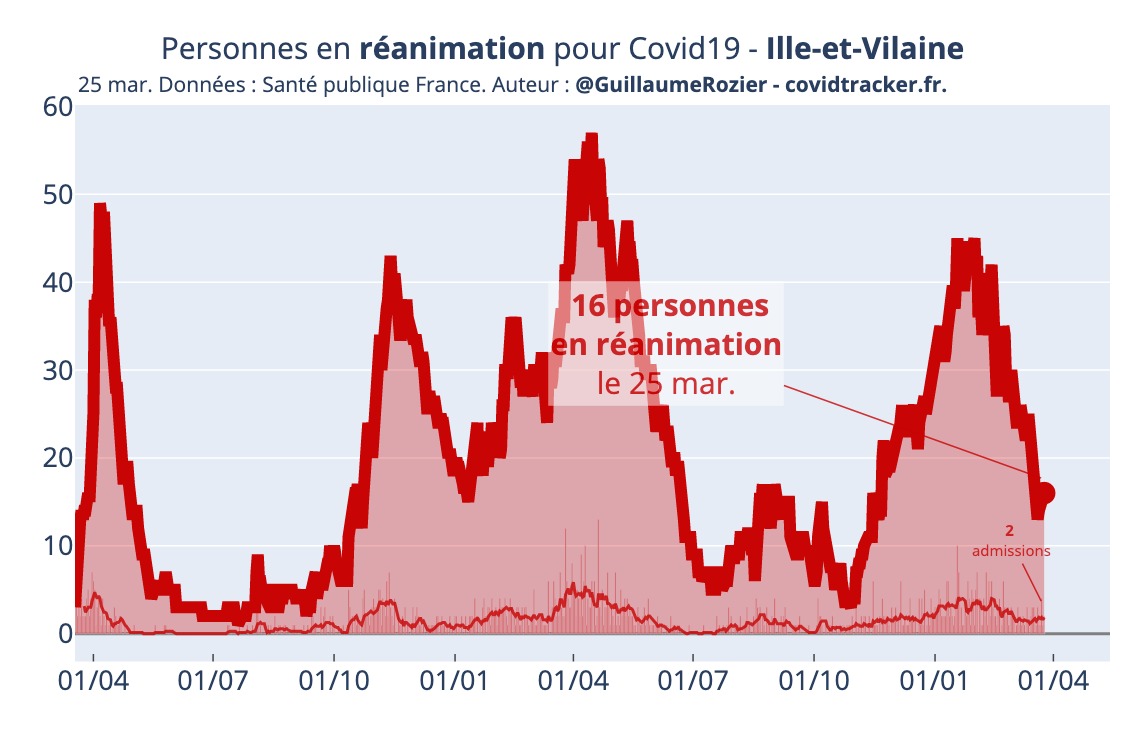 Personnes en réanimation pour Covid19 - Ille-et-Vilaine
25 mar. Données : Santé publique France. Auteur : @GuillaumeRozier - covidtracker.fr.
60
50
40
30
20
10
0
16 personnes
en réanimation
le 25 mar.
2
admissions
01/04 01/07 01/10 01/01 01/04 01/07 01/10 01/01 01/04